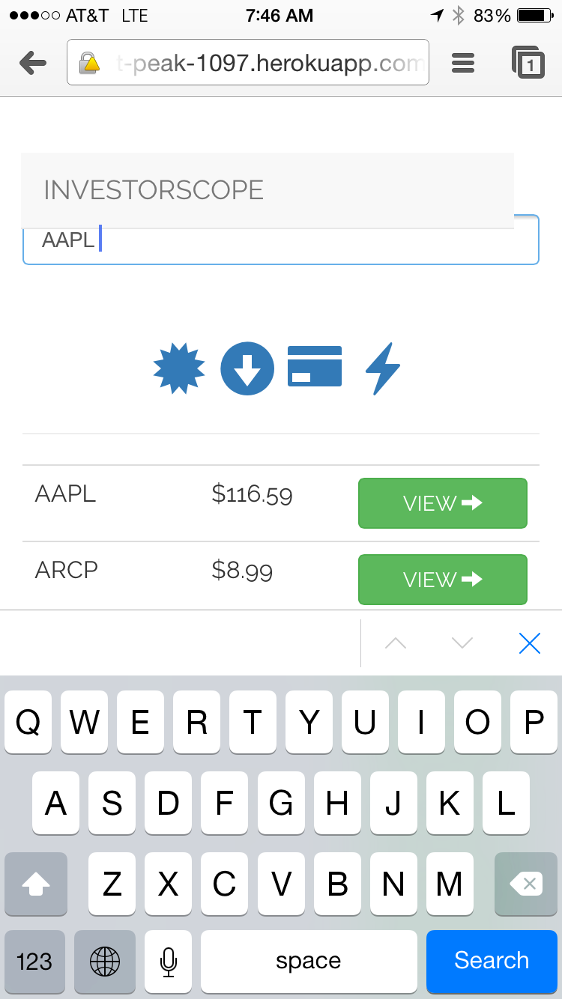 AT&T LTE 7:46 AM 83%
t-peak-1097.herokuapp.com 1
INVESTORSCOPE
AAPL
AAPL $116.59 VIEW
ARCP $8.99 VIEW
Q W E R T Y U I O P
A S D F G H J K L
Z X C V B N M
123 space Search